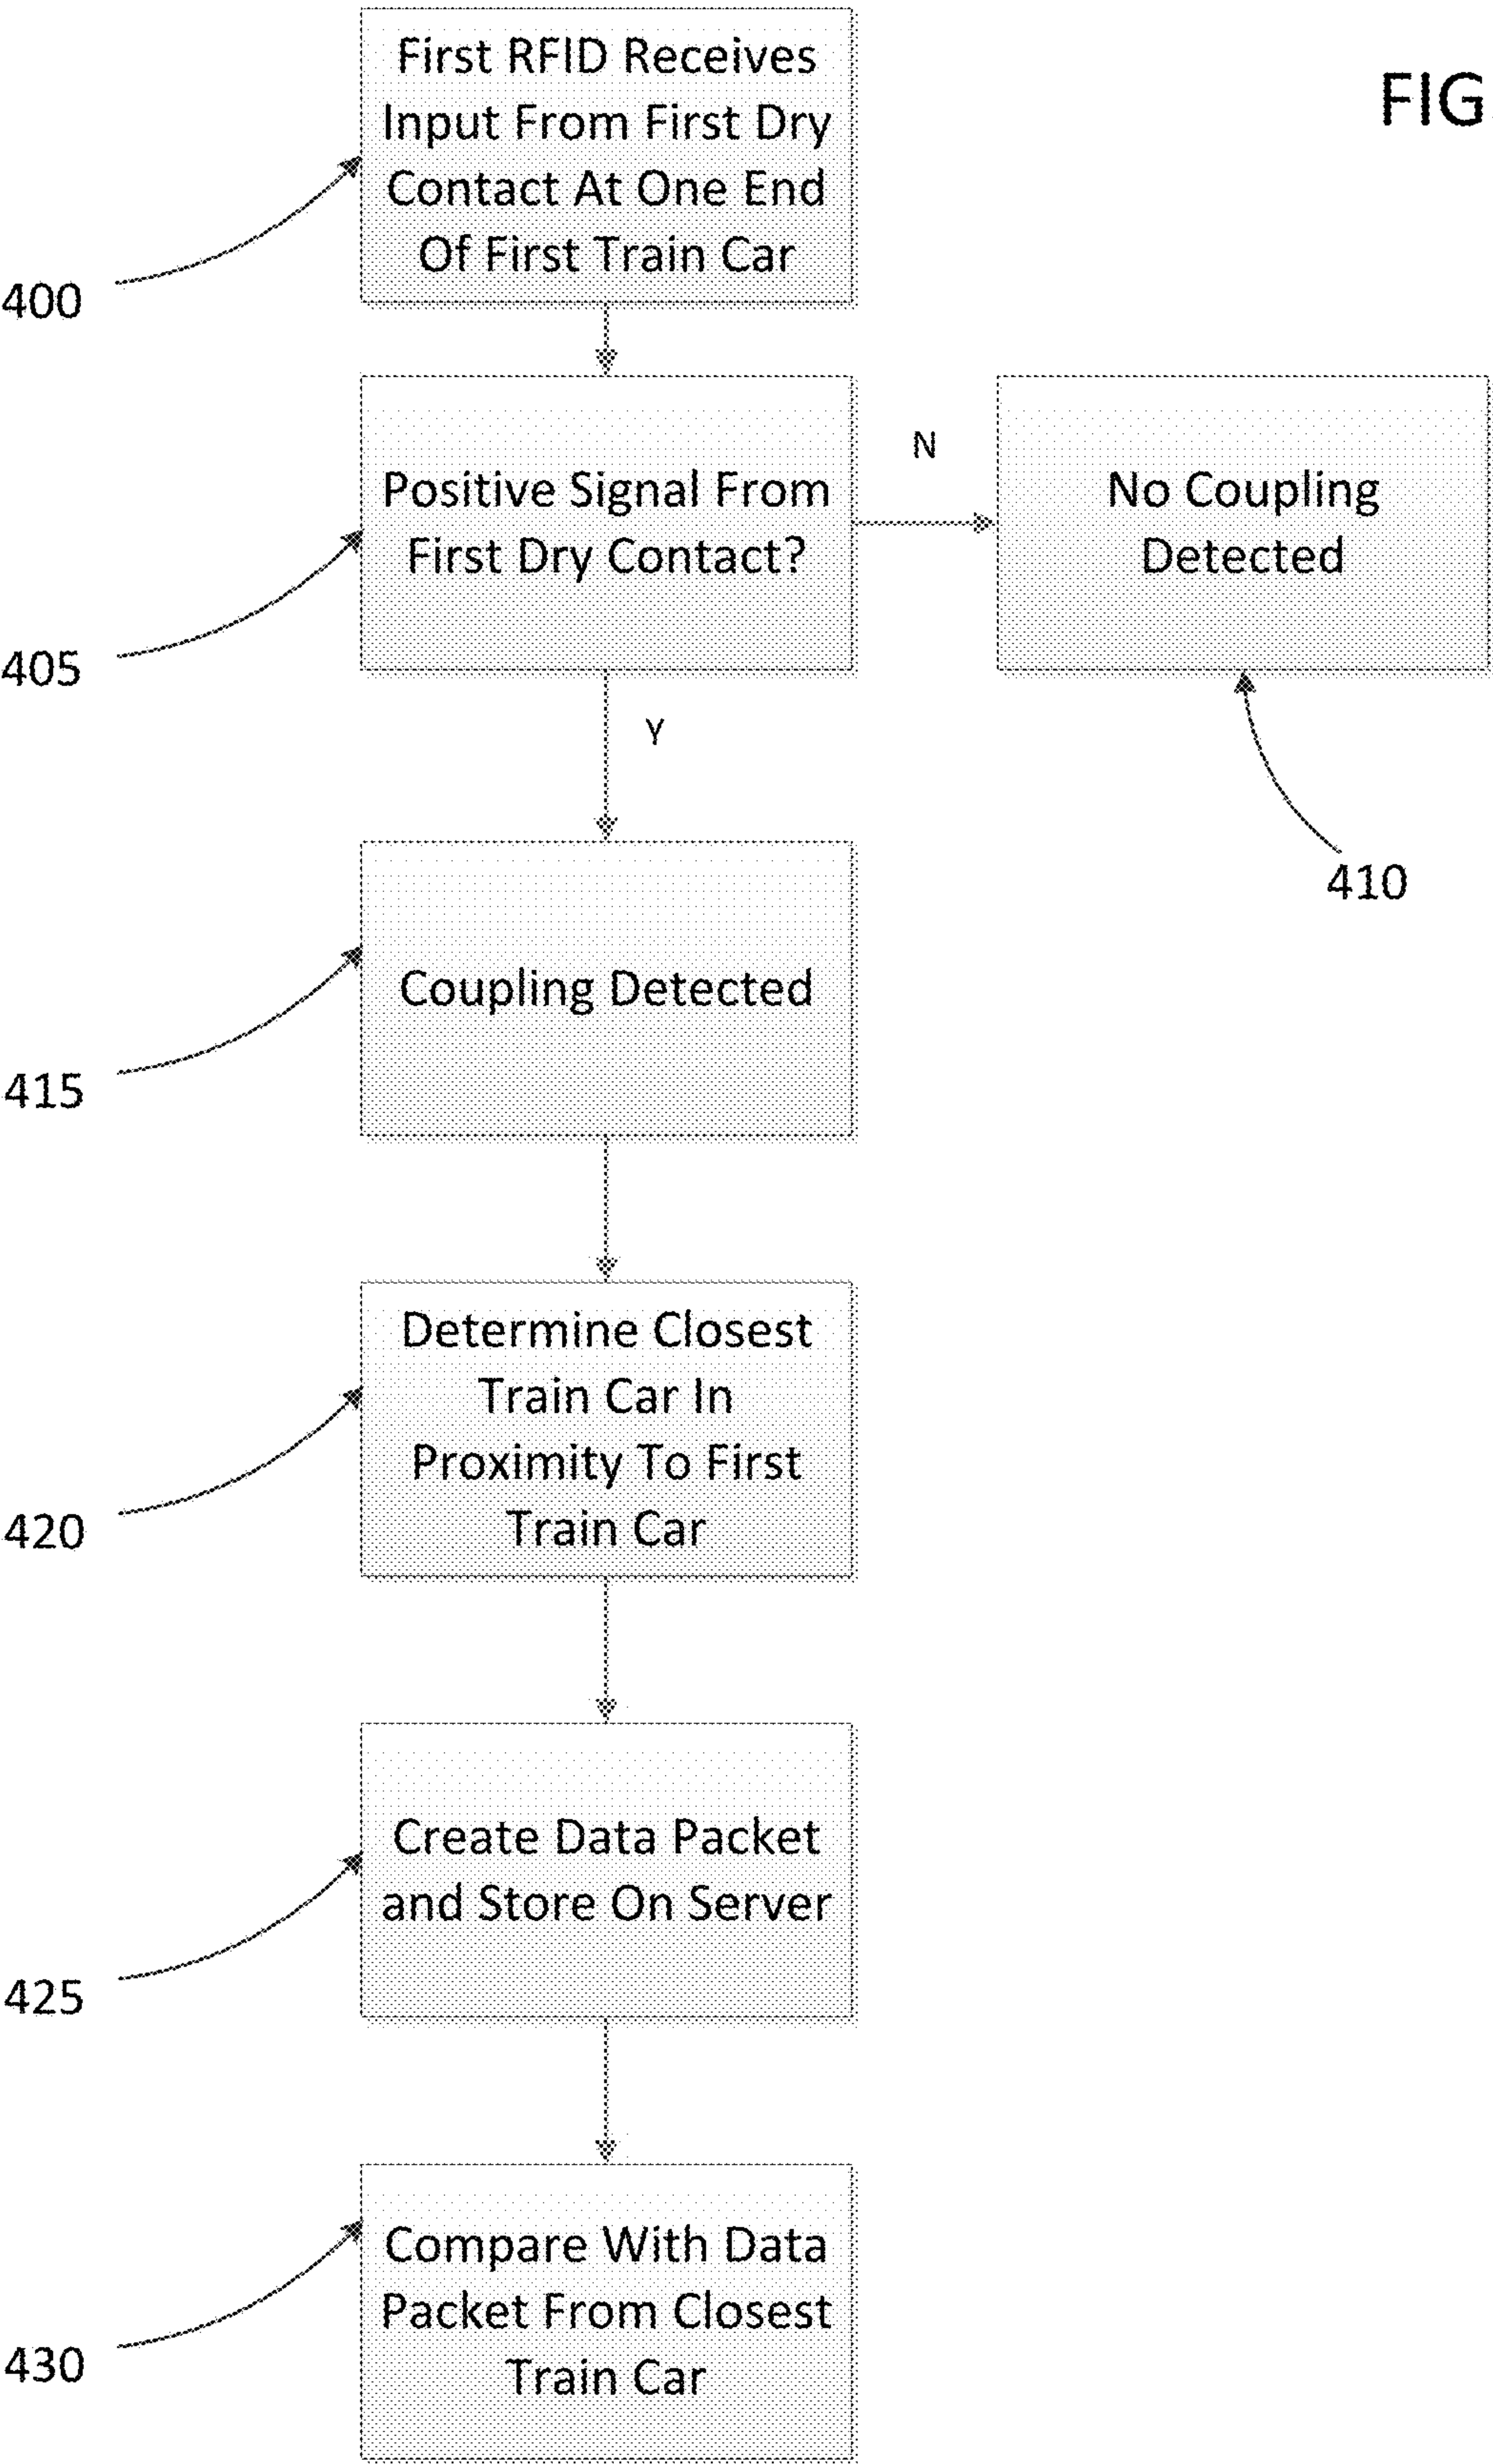 First RFID Receives
Input From First Dry
Contact At One End
Of First Train Car
FIG
400
Positive Signal From
First Dry Contact?
N
No Coupling
Detected
405
Y
410
Coupling Detected
415
Determine Closest
Train Car In
Proximity To First
Train Car
420
Create Data Packet
and Store On Server
425
Compare With Data
Packet From Closest
Train Car
430